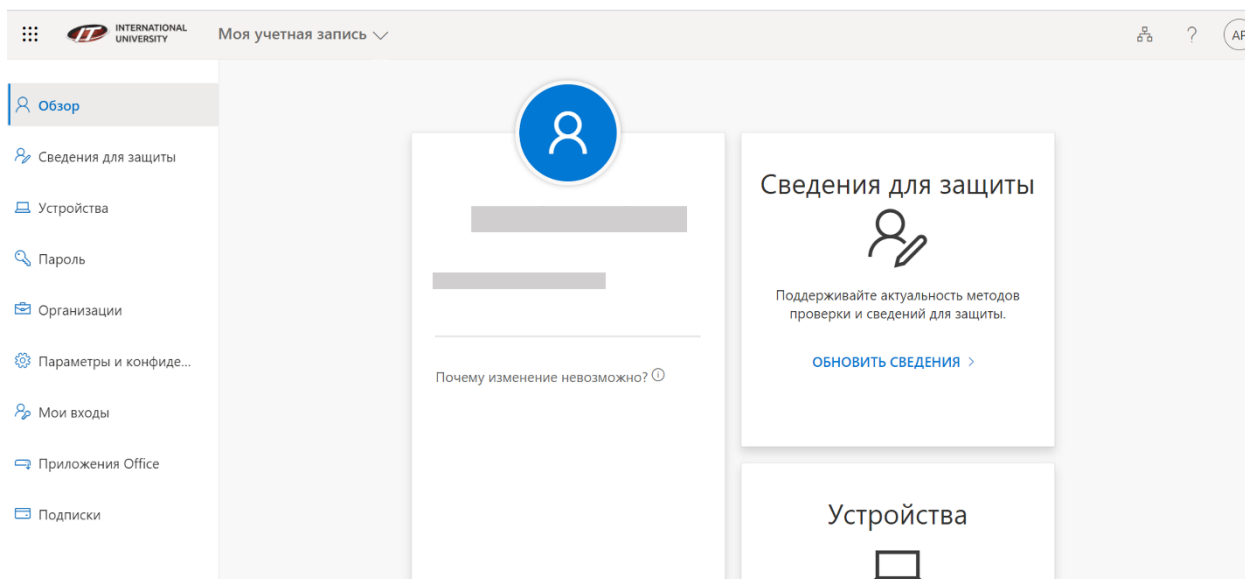 IT INTERNATIONAL
UNIVERSITY
Моя учетная запись
?
Обзор
Сведения для защиты
Устройства
Пароль
Организации
Параметры и конфиде...
Мои входы
Приложения Office
Подписки
Почему изменение невозможно?
Сведения для защиты
Поддерживайте актуальность методов
проверки и сведений для защиты.
ОБНОВИТЬ СВЕДЕНИЯ >
Устройства